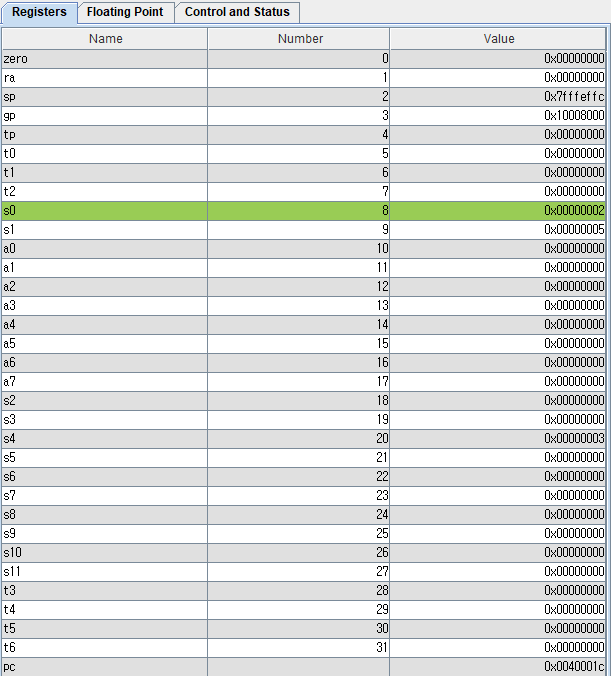 Registers Floating Point Control and Status
Name Number Value
zero 0 0x00000000
ra 1 0x00000000
sp 2 0x7fffeffc
gp 3 0x10008000
tp 4 0x00000000
t0 5 0x00000000
t1 6 0x00000000
t2 7 0x00000000
s0 8 0x00000002
s1 9 0x00000005
a0 10 0x00000000
a1 11 0x00000000
a2 12 0x00000000
a3 13 0x00000000
a4 14 0x00000000
a5 15 0x00000000
a6 16 0x00000000
a7 17 0x00000000
s2 18 0x00000000
s3 19 0x00000000
s4 20 0x00000003
s5 21 0x00000000
s6 22 0x00000000
s7 23 0x00000000
s8 24 0x00000000
s9 25 0x00000000
s10 26 0x00000000
s11 27 0x00000000
t3 28 0x00000000
t4 29 0x00000000
t5 30 0x00000000
t6 31 0x00000000
pc 0x0040001c